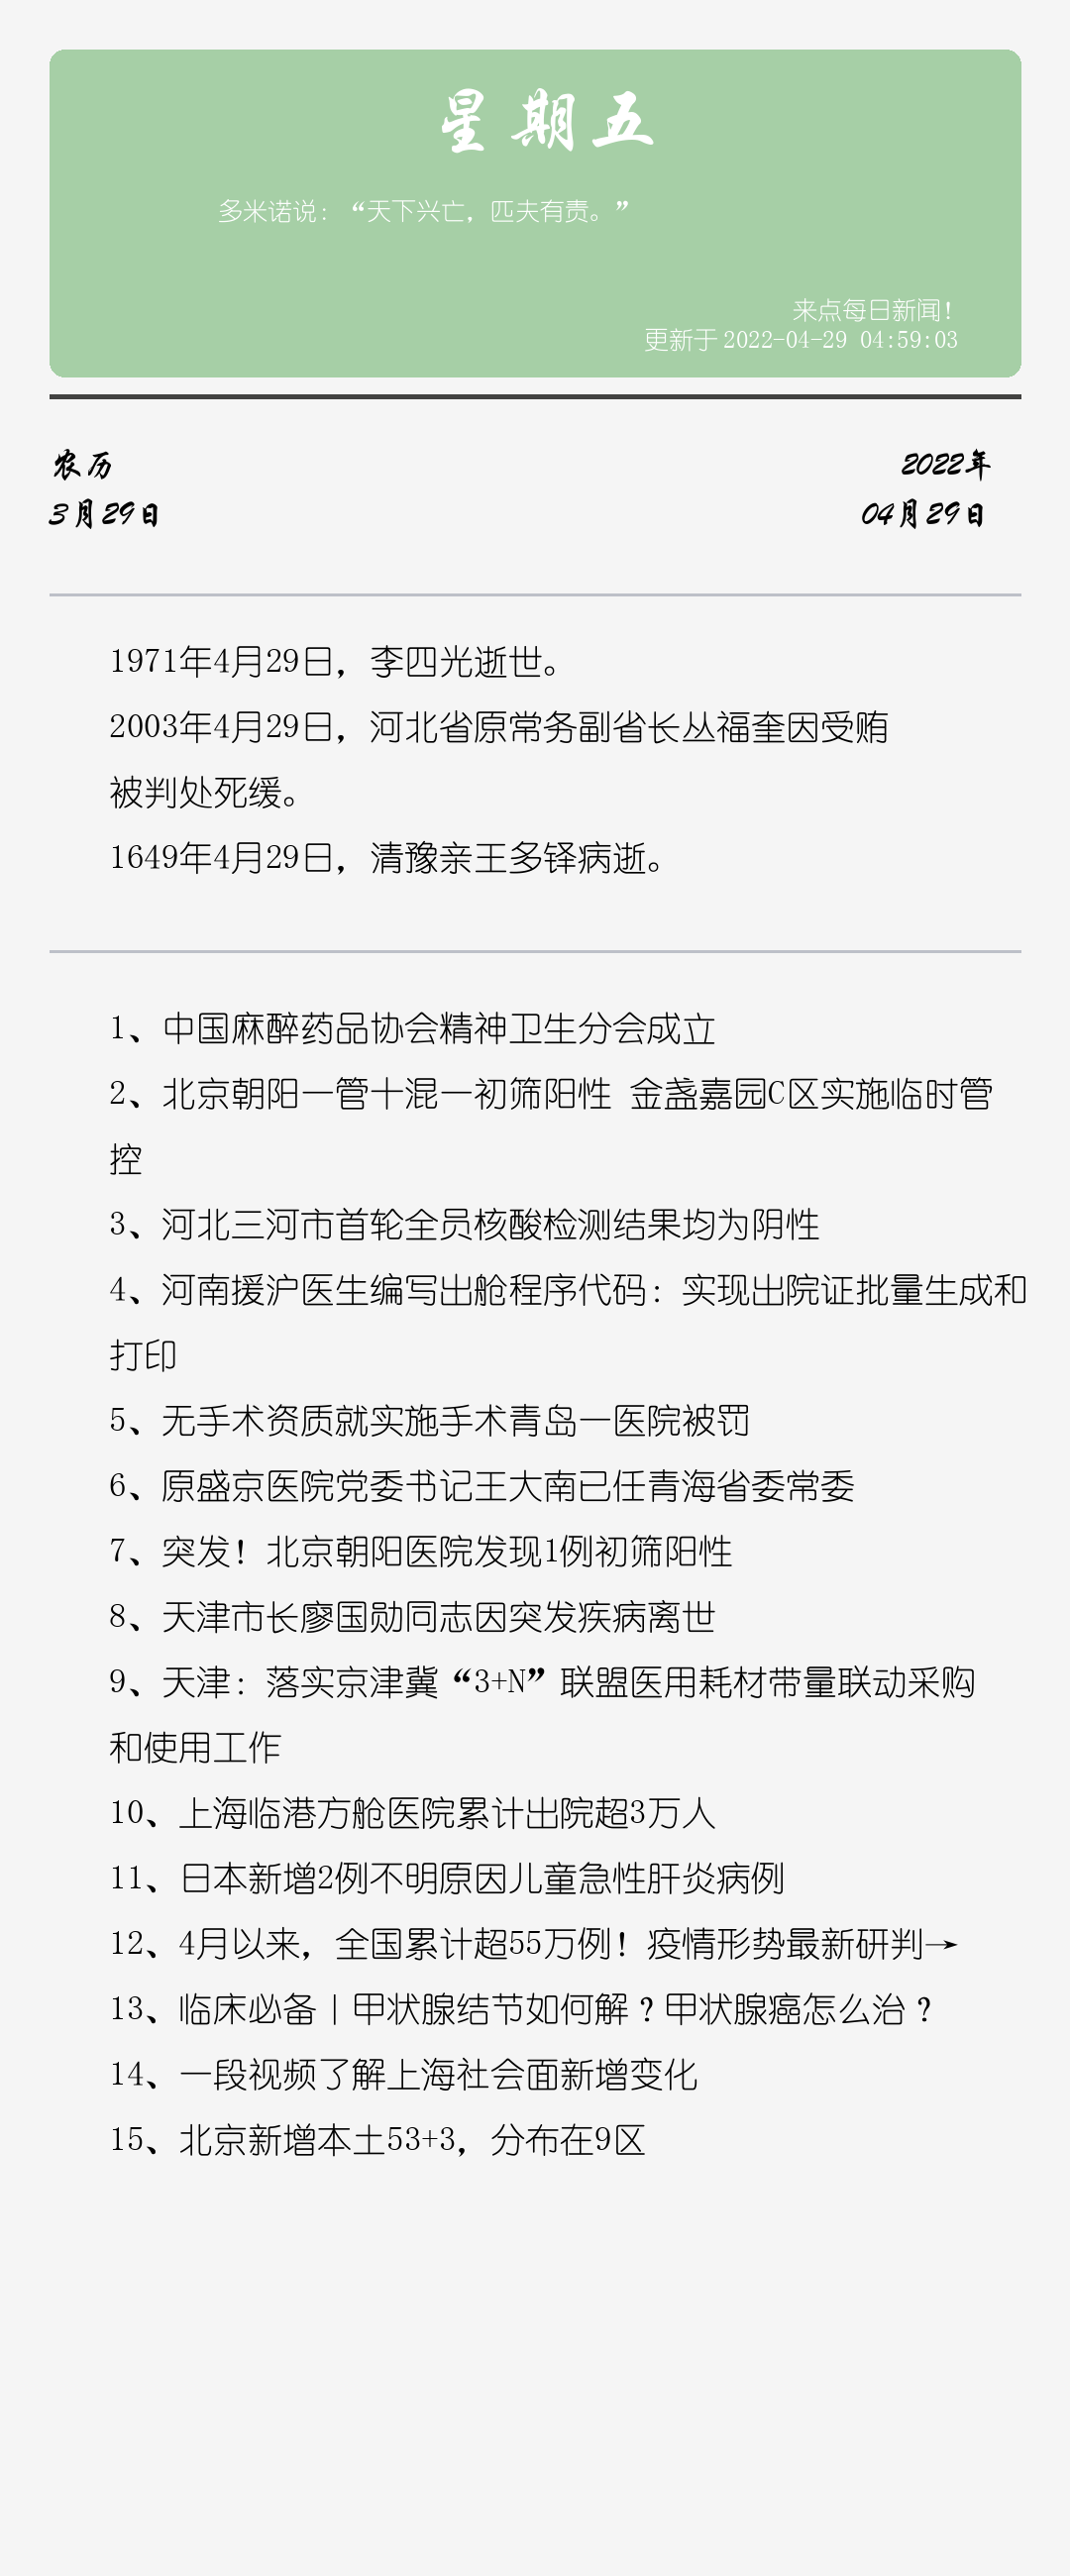 星期五
多米诺说：“天下兴亡，匹夫有责。”
来点每日新闻！
更新于 2022-04-29 04:59:03
农历
2022年
3月29日
04月29日
1971年4月29日，李四光逝世。
2003年4月29日，河北省原常务副省长丛福奎因受贿
被判处死缓。
1649年4月29日，清豫亲王多铎病逝。
1、中国麻醉药品协会精神卫生分会成立
2、北京朝阳一管十混一初筛阳性 金盏嘉园C区实施临时管
控
3、河北三河市首轮全员核酸检测结果均为阴性
4、河南援沪医生编写出舱程序代码：实现出院证批量生成和
打印
5、无手术资质就实施手术青岛一医院被罚
6、原盛京医院党委书记王大南已任青海省委常委
7、突发！北京朝阳医院发现1例初筛阳性
8、天津市长廖国勋同志因突发疾病离世
9、天津：落实京津冀“3+N”联盟医用耗材带量联动采购
和使用工作
10、上海临港方舱医院累计出院超3万人
11、日本新增2例不明原因儿童急性肝炎病例
12、4月以来，全国累计超55万例！疫情形势最新研判→
13、临床必备丨甲状腺结节如何解？甲状腺癌怎么治？
14、一段视频了解上海社会面新增变化
15、北京新增本土53+3，分布在9区